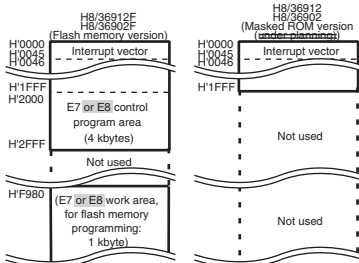 H8/36912F
H8/36902F
(Flash memory version)
H'0000
Interrupt vector
H'0045
H'0046
H'1FFF
H'2000
E7 or E8 control
program area
(4 kbytes)
H'2FFF
Not used
H'F980
(E7 or E8 work area,
for flash memory
programming:
1 kbyte)
H8/36912
H8/36902
(Masked ROM version)
(under planning)
H'0000
Interrupt vector
H'0045
H'0046
H'1FFF
Not used
Not used